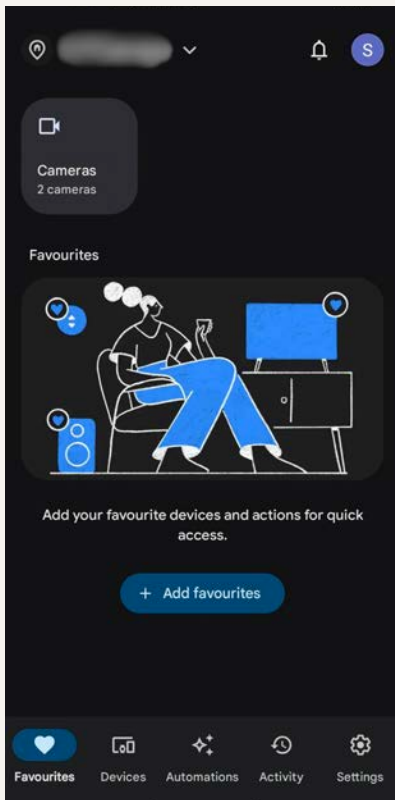 S
Cameras
2 cameras
Favourites
Add your favourite devices and actions for quick
access.
+ Add favourites
Favourites Devices Automations Activity Settings